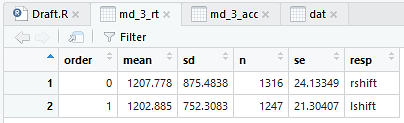 Draft.R md_3_rt md_3_acc dat
Filter
order mean sd n se resp
1 0 1207.778 875.4838 1316 24.13349 rshift
2 1 1202.885 752.3083 1247 21.30407 lshift